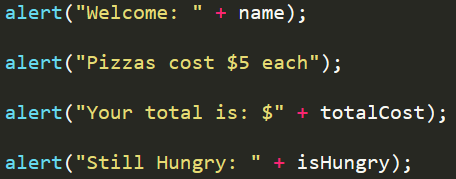 alert("Welcome: " + name);
alert("Pizzas cost $5 each");
alert("Your total is: $" + totalCost);
alert("Still Hungry: " + isHungry);